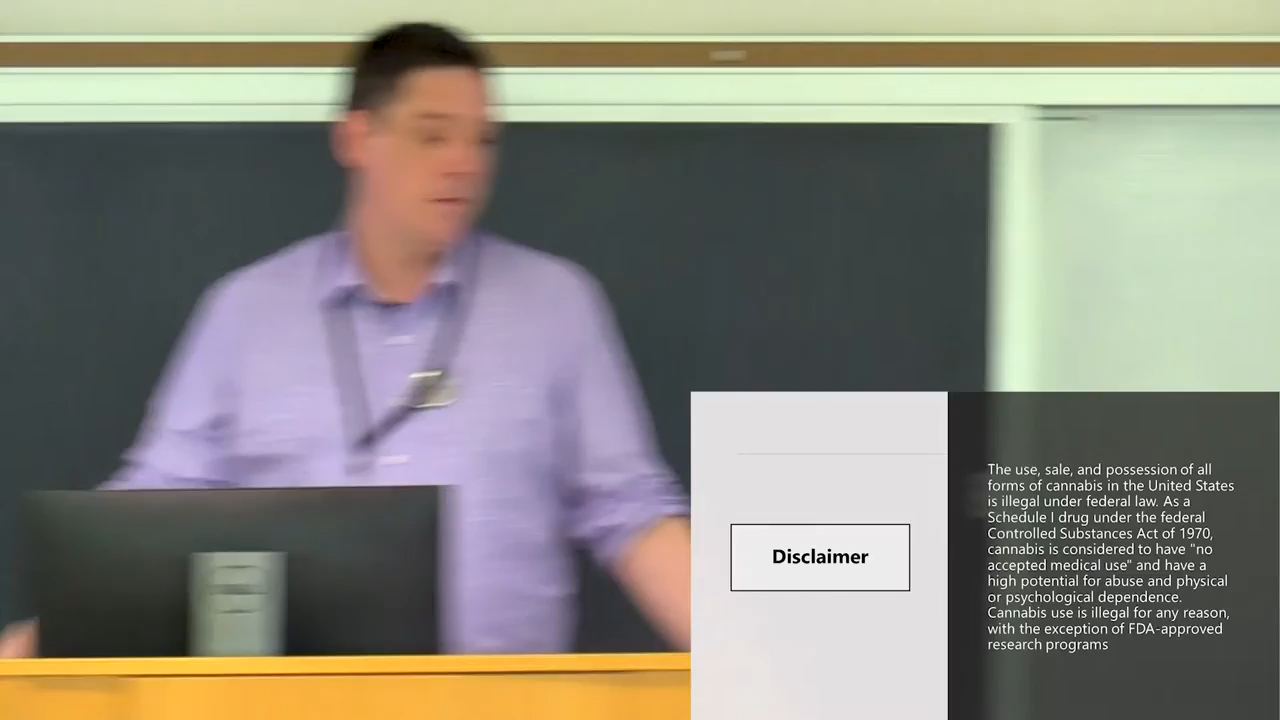 Disclaimer
The use, sale, and possession of all
forms of cannabis in the United States
is illegal under federal law. As a
Schedule I drug under the federal
Controlled Substances Act of 1970,
cannabis is considered to have "no
accepted medical use" and have a
high potential for abuse and physical
or psychological dependence.
Cannabis use is illegal for any reason,
with the exception of FDA-approved
research programs